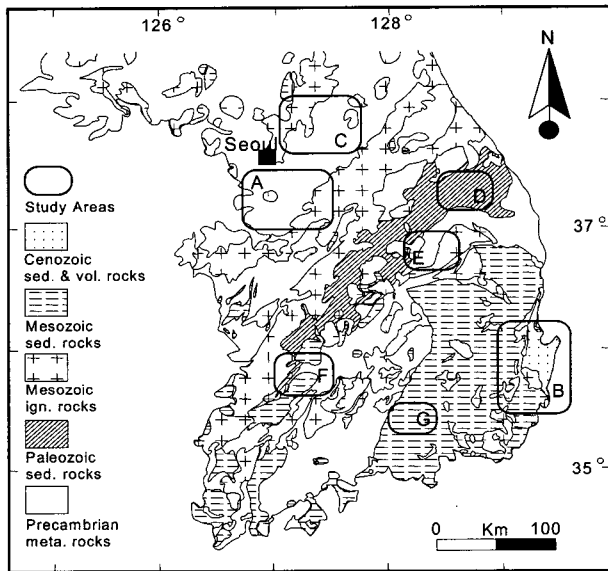 126°
128°
N
Seoul
C
A
D
E
B
F
G
37°
35°
Study Areas
Cenozoic
sed. & vol. rocks
Mesozoic
sed. rocks
Mesozoic
ign. rocks
Paleozoic
sed. rocks
Precambrian
meta. rocks
0 Km 100